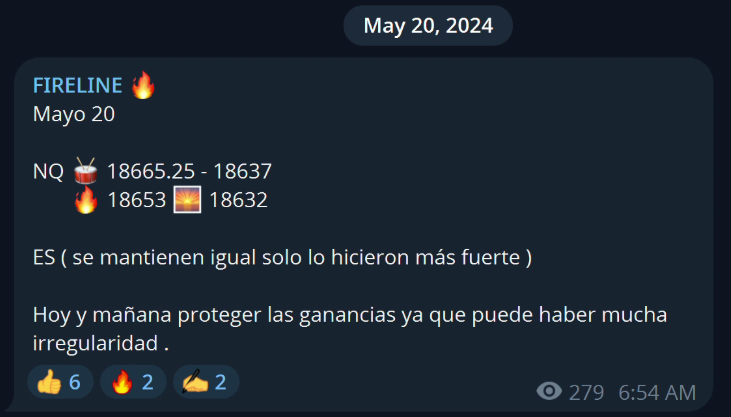 May 20, 2024
FIRELINE 🔥
Mayo 20
NQ 🥁 18665.25 - 18637
🔥 18653 🌅 18632
ES ( se mantienen igual solo lo hicieron más fuerte )
Hoy y mañana proteger las ganancias ya que puede haber mucha
irregularidad .
👍 6 🔥 2 ✍️ 2
279 6:54 AM